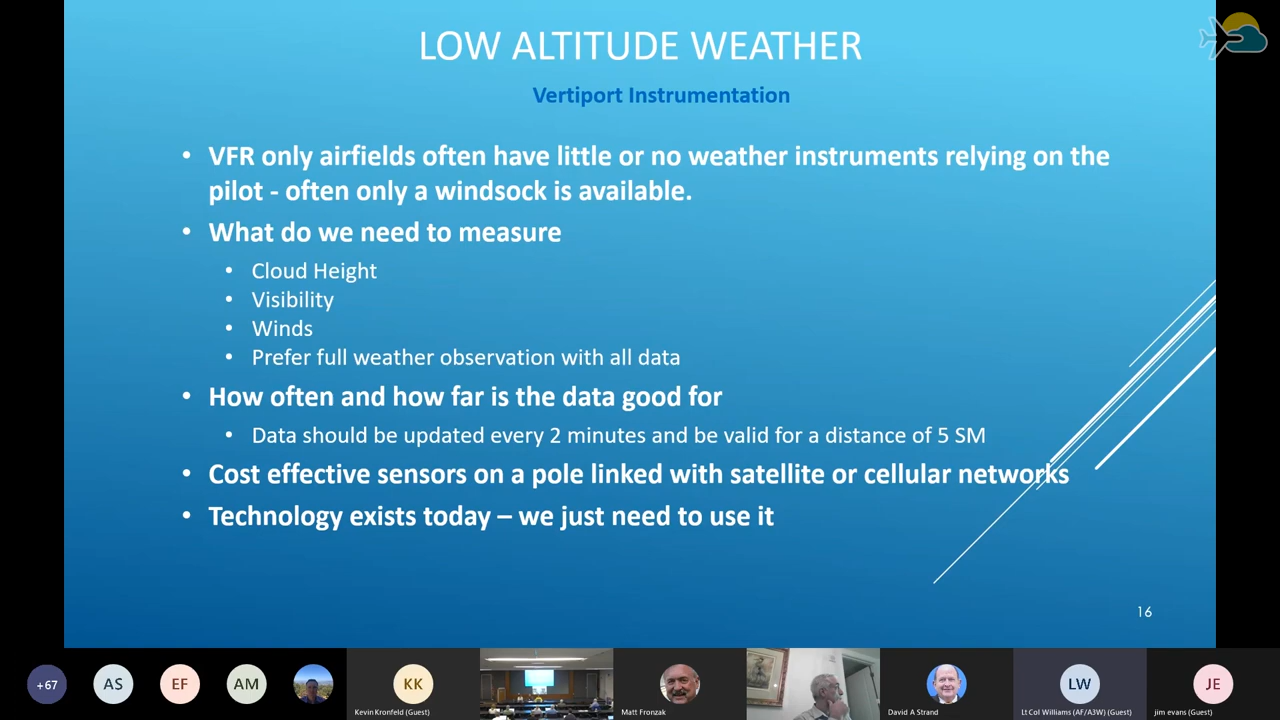 LOW ALTITUDE WEATHER
Vertiport Instrumentation
• VFR only airfields often have little or no weather instruments relying on the
pilot - often only a windsock is available.
• What do we need to measure
• Cloud Height
• Visibility
• Winds
• Prefer full weather observation with all data
• How often and how far is the data good for
• Data should be updated every 2 minutes and be valid for a distance of 5 SM
• Cost effective sensors on a pole linked with satellite or cellular networks
• Technology exists today – we just need to use it
16
+67
AS
EF
AM
KK
Kevin Kronfeld (Guest)
Matt Fronzak
David A Strand
LW
Lt Col Williams (AF/A3W) (Guest)
JE
jim evans (Guest)